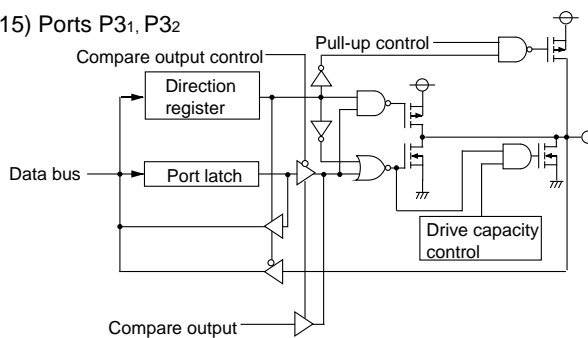 15) Ports P31, P32
Pull-up control
Compare output control
Direction
register
Data bus
Port latch
Drive capacity
control
Compare output